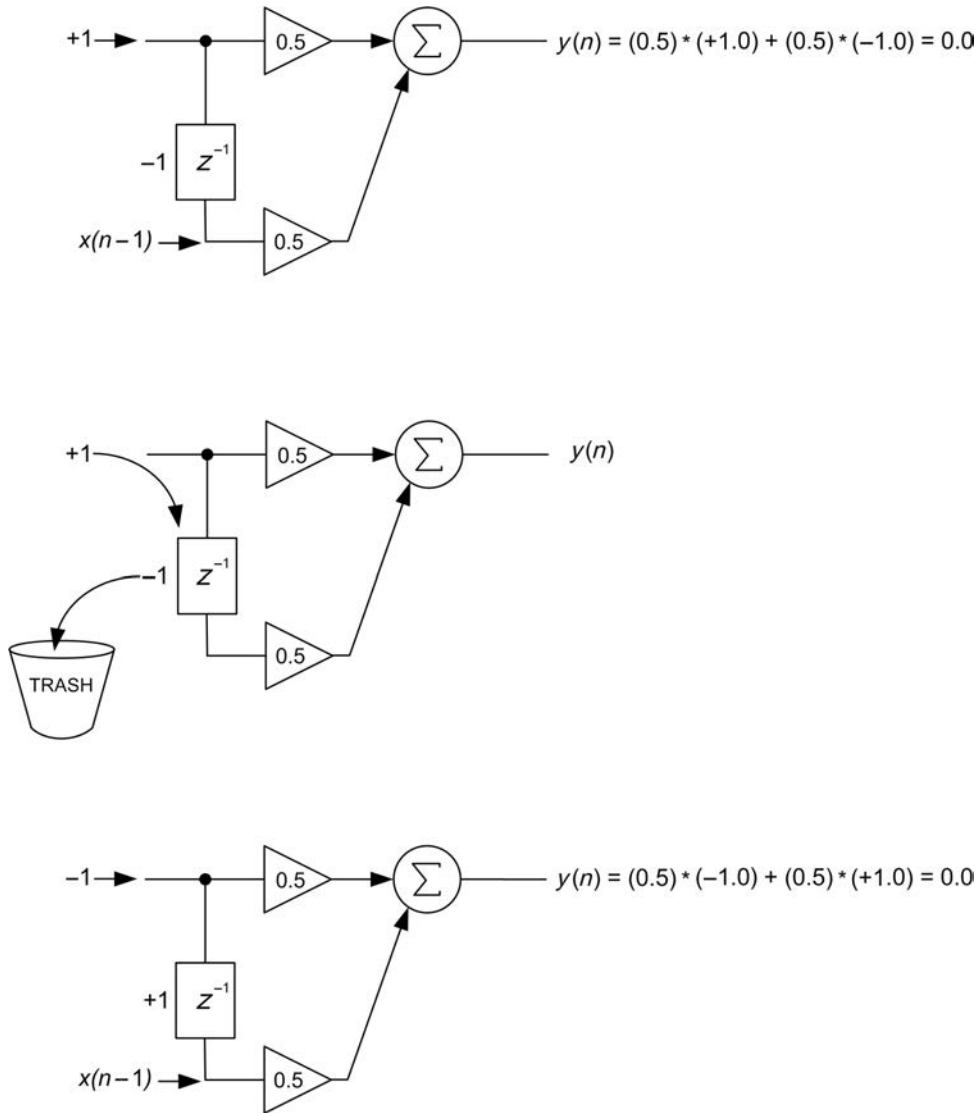 +1
0.5
Σ
y(n) = (0.5) * (+1.0) + (0.5) * (−1.0) = 0.0
−1
z⁻¹
x(n−1)
0.5
+1
0.5
Σ
y(n)
−1
z⁻¹
0.5
TRASH
−1
0.5
Σ
y(n) = (0.5) * (−1.0) + (0.5) * (+1.0) = 0.0
+1
z⁻¹
x(n−1)
0.5